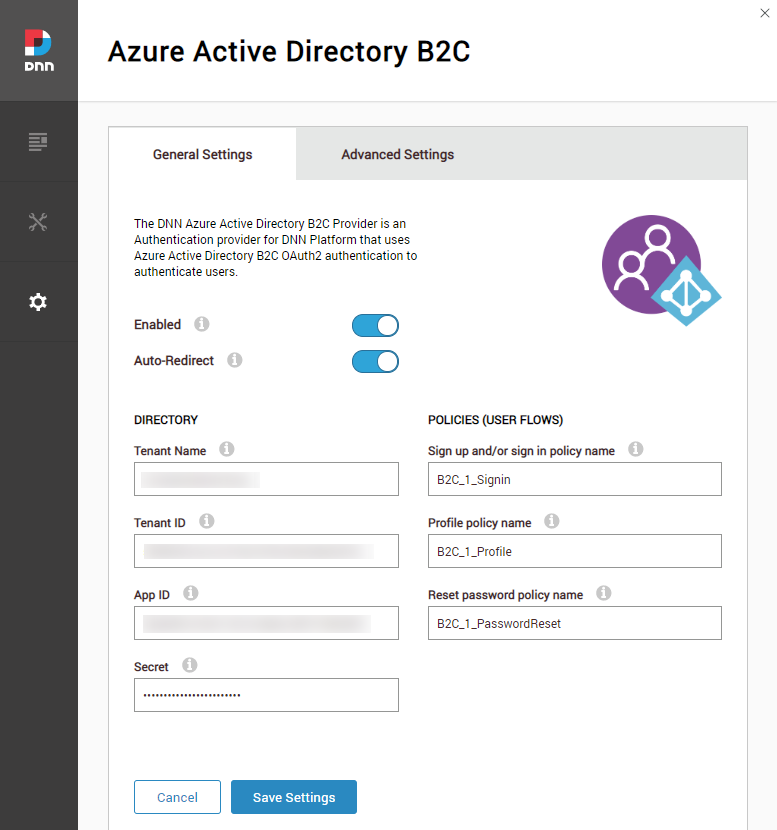 dnn
Azure Active Directory B2C
General Settings
Advanced Settings
The DNN Azure Active Directory B2C Provider is an
Authentication provider for DNN Platform that uses
Azure Active Directory B2C OAuth2 authentication to
authenticate users.
Enabled
Auto-Redirect
DIRECTORY
Tenant Name
Tenant ID
App ID
Secret
POLICIES (USER FLOWS)
Sign up and/or sign in policy name
B2C_1_Signin
Profile policy name
B2C_1_Profile
Reset password policy name
B2C_1_PasswordReset
Cancel
Save Settings